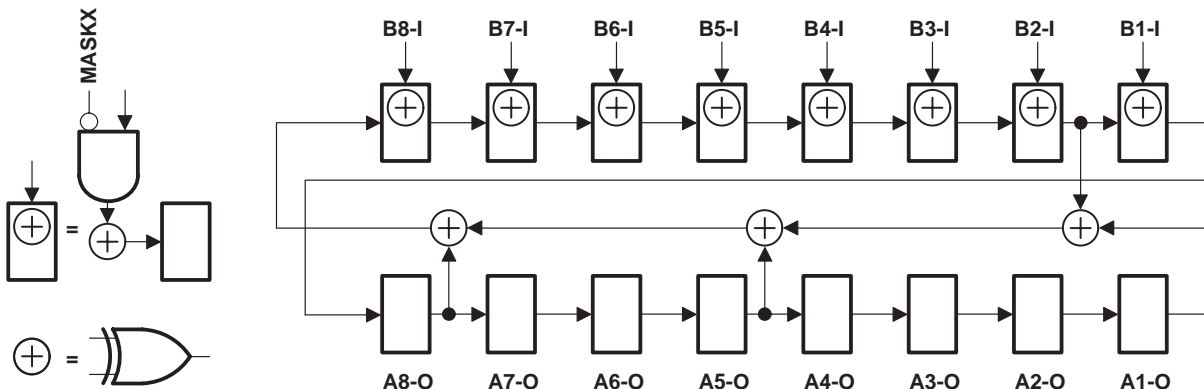 B8-I B7-I B6-I B5-I B4-I B3-I B2-I B1-I
MASKX
=
=
A8-O A7-O A6-O A5-O A4-O A3-O A2-O A1-O